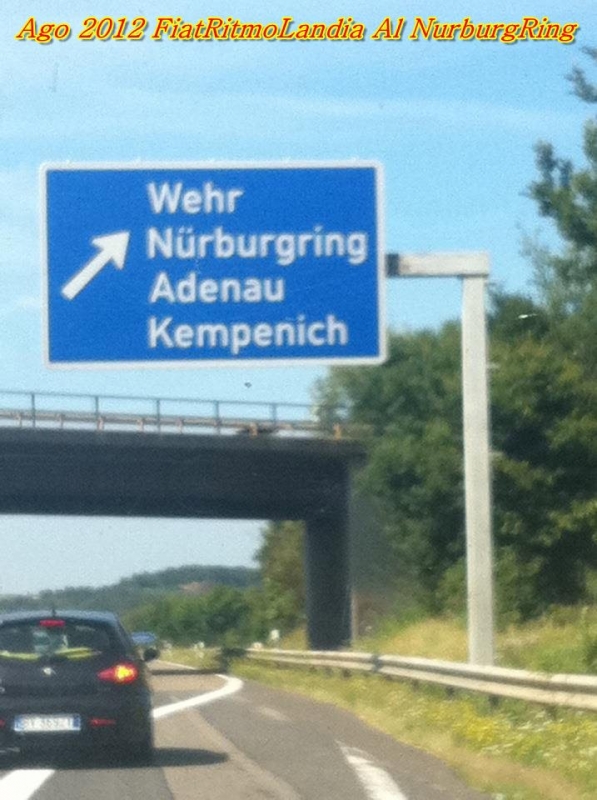 Ago 2012 FiatRitmoLandia Al NurburgRing
Wehr
Nürburgring
Adenau
Kempenich